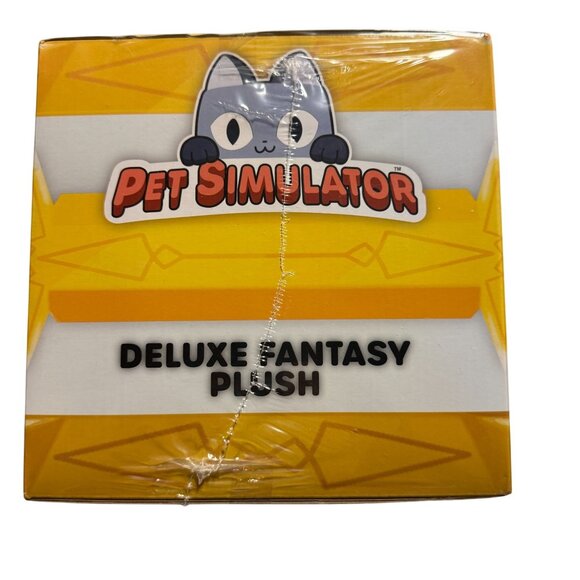 PET SIMULATOR™
DELUXE FANTASY
PLUSH